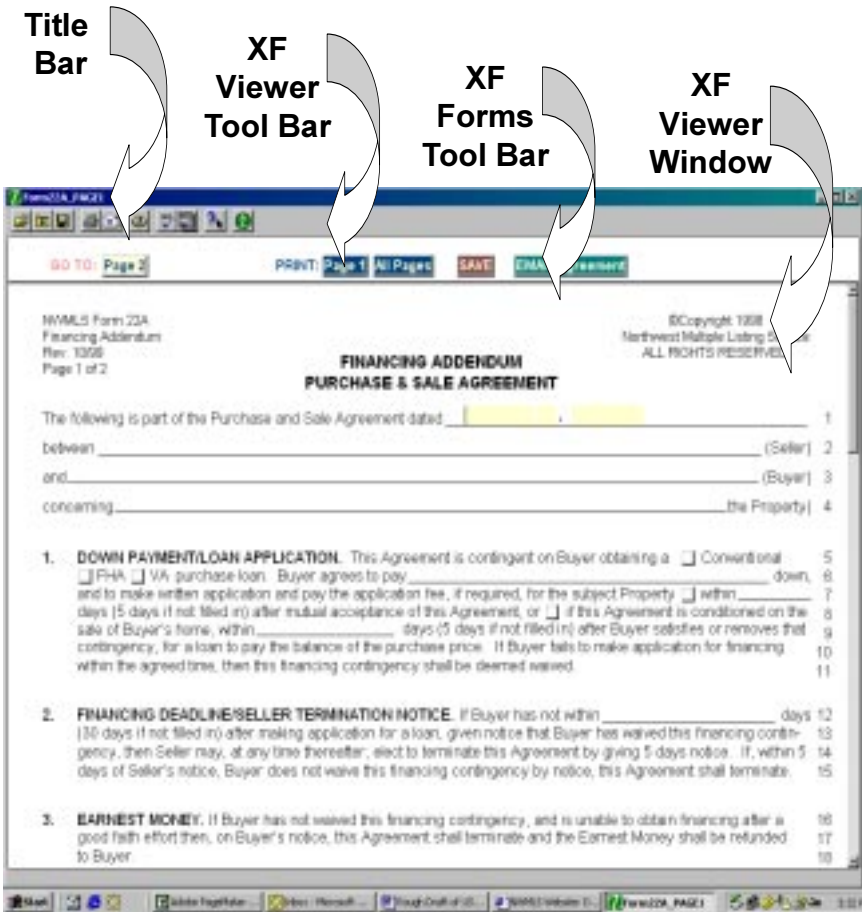 Title
Bar
XF
Viewer
Tool Bar
XF
Forms
Tool Bar
XF
Viewer
Window
Form22A_PAGE1
GO TO: Page 2
PRINT: Page 1 All Pages SAVE EMAIL Agreement
NWMLS Form 22A
Financing Addendum
Rev. 10/98
Page 1 of 2
©Copyright 1998
Northwest Multiple Listing Service
ALL RIGHTS RESERVED
FINANCING ADDENDUM
PURCHASE & SALE AGREEMENT
The following is part of the Purchase and Sale Agreement dated , 1
between (Seller) 2
and (Buyer) 3
concerning (the Property) 4
1. DOWN PAYMENT/LOAN APPLICATION. This Agreement is contingent on Buyer obtaining a Conventional 5
FHA VA purchase loan. Buyer agrees to pay down, 6
and to make written application and pay the application fee, if required, for the subject Property within 7
days (5 days if not filled in) after mutual acceptance of this Agreement, or if this Agreement is conditioned on the 8
sale of Buyer's home, within days (5 days if not filled in) after Buyer satisfies or removes that 9
contingency, for a loan to pay the balance of the purchase price. If Buyer fails to make application for financing 10
within the agreed time, then this financing contingency shall be deemed waived. 11
2. FINANCING DEADLINE/SELLER TERMINATION NOTICE. If Buyer has not within days 12
(30 days if not filled in) after making application for a loan, given notice that Buyer has waived this financing contin- 13
gency, then Seller may, at any time thereafter, elect to terminate this Agreement by giving 5 days notice. If, within 5 14
days of Seller's notice, Buyer does not waive this financing contingency by notice, this Agreement shall terminate. 15
3. EARNEST MONEY. If Buyer has not waived this financing contingency, and is unable to obtain financing after a 16
good faith effort then, on Buyer's notice, this Agreement shall terminate and the Earnest Money shall be refunded 17
to Buyer. 18
Start Adobe PageMaker Inbox - Microsoft Rough Draft of NWMLS Website Form22A_PAGE1